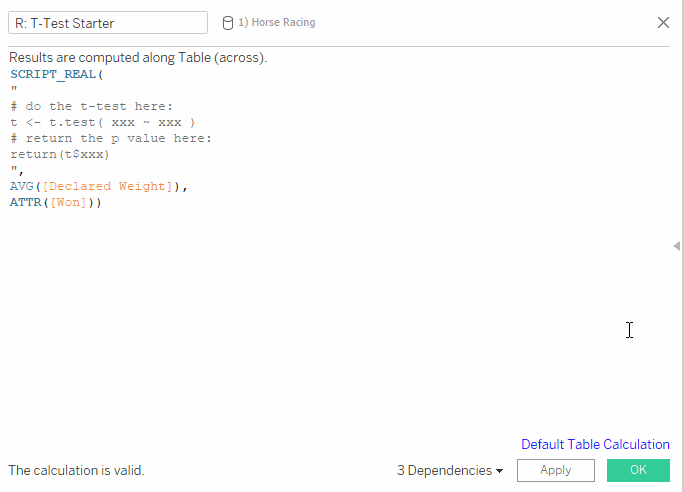 R: T-Test Starter
1) Horse Racing
Results are computed along Table (across).
SCRIPT_REAL(
"
# do the t-test here:
t <- t.test( xxx ~ xxx )
# return the p value here:
return(t$xxx)
",
AVG([Declared Weight]),
ATTR([Won]))
Default Table Calculation
The calculation is valid.
3 Dependencies
Apply
OK